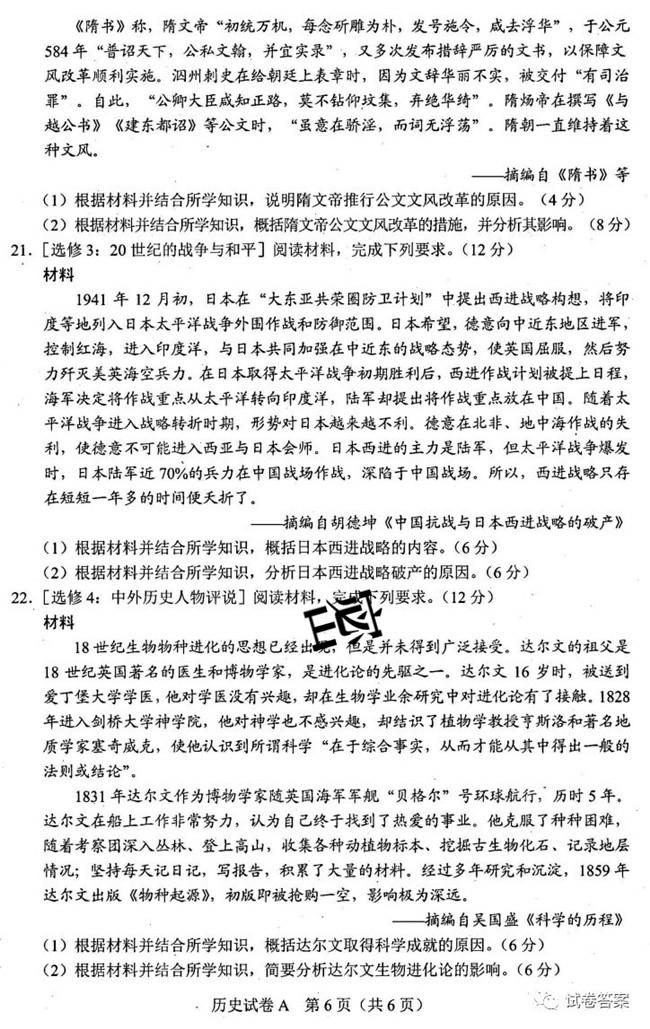 《隋书》称，隋文帝“初统万机，每念斫雕为朴，发号施令，咸去浮华”，于公元
584 年“普诏天下，公私文翰，并宜实录”，又多次发布措辞严厉的文书，以保障文
风改革顺利实施。泗州刺史在给朝廷上表章时，因为文辞华丽不实，被交付“有司治
罪”。自此，“公卿大臣咸知正路，莫不钻仰坟集，弃绝华绮”。隋炀帝在撰写《与
越公书》《建东都诏》等公文时，“虽意在骄淫，而词无浮荡”。隋朝一直维持着这
种文风。
——摘编自《隋书》等
（1）根据材料并结合所学知识，说明隋文帝推行公文文风改革的原因。（4 分）
（2）根据材料并结合所学知识，概括隋文帝公文文风改革的措施，并分析其影响。（8 分）
21．［选修 3：20 世纪的战争与和平］阅读材料，完成下列要求。（12 分）
材料
1941 年 12 月初，日本在“大东亚共荣圈防卫计划”中提出西进战略构想，将印
度等地列入日本太平洋战争外围作战和防御范围。日本希望，德意向中近东地区进军，
控制红海，进入印度洋，与日本共同加强在中近东的战略态势，使英国屈服，然后努
力歼灭美英海空兵力。在日本取得太平洋战争初期胜利后，西进作战计划被提上日程，
海军决定将作战重点从太平洋转向印度洋，陆军却提出将作战重点放在中国。随着太
平洋战争进入战略转折时期，形势对日本越来越不利。德意在北非、地中海作战的失
利，使德意不可能进入西亚与日本会师。日本西进的主力是陆军，但太平洋战争爆发
时，日本陆军近 70%的兵力在中国战场作战，深陷于中国战场。所以，西进战略只存
在短短一年多的时间便夭折了。
——摘编自胡德坤《中国抗战与日本西进战略的破产》
（1）根据材料并结合所学知识，概括日本西进战略的内容。（6 分）
（2）根据材料并结合所学知识，分析日本西进战略破产的原因。（6 分）
22．［选修 4：中外历史人物评说］阅读材料，完成下列要求。（12 分）
材料
18 世纪生物物种进化的思想已经出现，但是并未得到广泛接受。达尔文的祖父是
18 世纪英国著名的医生和博物学家，是进化论的先驱之一。达尔文 16 岁时，被送到
爱丁堡大学学医，他对学医没有兴趣，却在生物学业余研究中对进化论有了接触。1828
年进入剑桥大学神学院，他对神学也不感兴趣，却结识了植物学教授亨斯洛和著名地
质学家塞奇威克，使他认识到所谓科学“在于综合事实，从而才能从其中得出一般的
法则或结论”。
1831 年达尔文作为博物学家随英国海军军舰“贝格尔”号环球航行，历时 5 年。
达尔文在船上工作非常努力，认为自己终于找到了热爱的事业。他克服了种种困难，
随着考察团深入丛林、登上高山，收集各种动植物标本、挖掘古生物化石、记录地层
情况；坚持每天记日记，写报告，积累了大量的材料。经过多年研究和沉淀，1859 年
达尔文出版《物种起源》，初版即被抢购一空，影响极为深远。
——摘编自吴国盛《科学的历程》
（1）根据材料并结合所学知识，概括达尔文取得科学成就的原因。（6 分）
（2）根据材料并结合所学知识，简要分析达尔文生物进化论的影响。（6 分）
历史试卷 A　第 6 页（共 6 页）
试卷答案